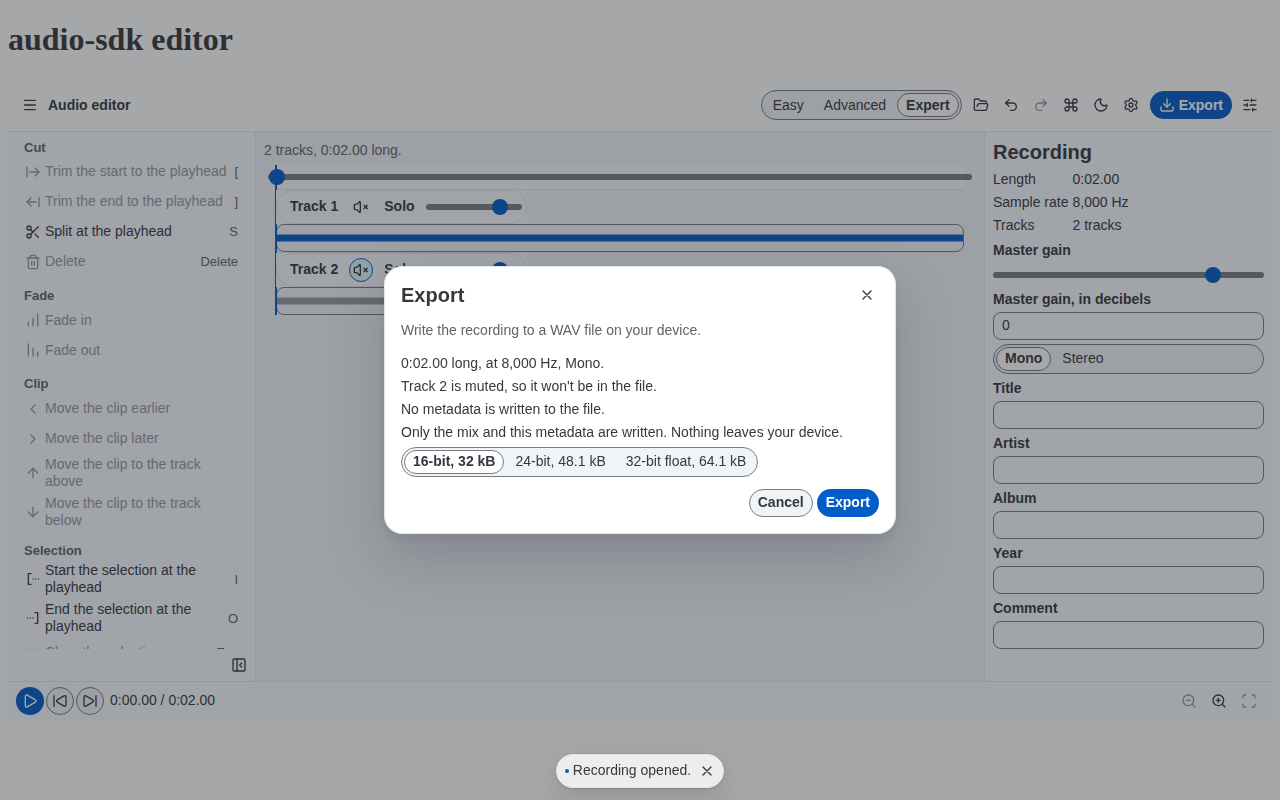 audio-sdk editor
Audio editor
Easy
Advanced
Expert
Export
Cut
Trim the start to the playhead [
Trim the end to the playhead ]
Split at the playhead S
Delete Delete
Fade
Fade in
Fade out
Clip
Move the clip earlier
Move the clip later
Move the clip to the track
above
Move the clip to the track
below
Selection
Start the selection at the
playhead I
End the selection at the
playhead O
2 tracks, 0:02.00 long.
Track 1 Solo
Track 2
Export
Write the recording to a WAV file on your device.
0:02.00 long, at 8,000 Hz, Mono.
Track 2 is muted, so it won't be in the file.
No metadata is written to the file.
Only the mix and this metadata are written. Nothing leaves your device.
16-bit, 32 kB 24-bit, 48.1 kB 32-bit float, 64.1 kB
Cancel Export
Recording
Length 0:02.00
Sample rate 8,000 Hz
Tracks 2 tracks
Master gain
Master gain, in decibels
0
Mono Stereo
Title
Artist
Album
Year
Comment
0:00.00 / 0:02.00
Recording opened.